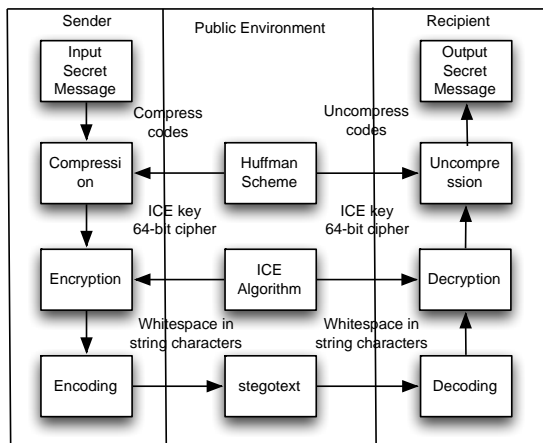 Sender
Public Environment
Recipient
Input
Secret
Message
Output
Secret
Message
Compress
codes
Uncompress
codes
Compressi
on
Huffman
Scheme
Uncompre
ssion
ICE key
64-bit cipher
ICE key
64-bit cipher
Encryption
ICE
Algorithm
Decryption
Whitespace in
string characters
Whitespace in
string characters
Encoding
stegotext
Decoding